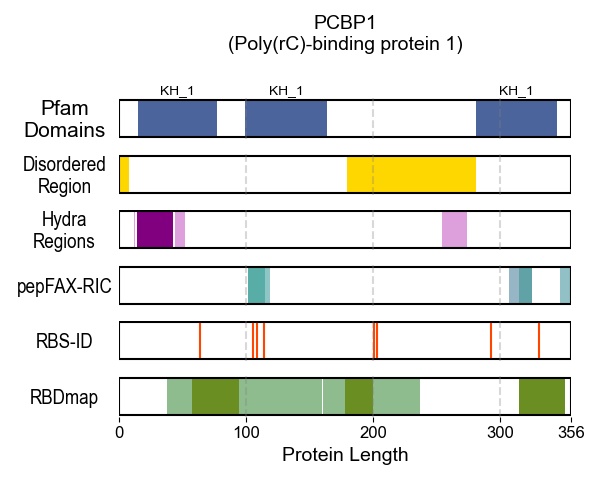 PCBP1
(Poly(rC)-binding protein 1)
KH_1 KH_1 KH_1
Pfam
Domains
Disordered
Region
Hydra
Regions
pepFAX-RIC
RBS-ID
RBDmap
0 100 200 300 356
Protein Length